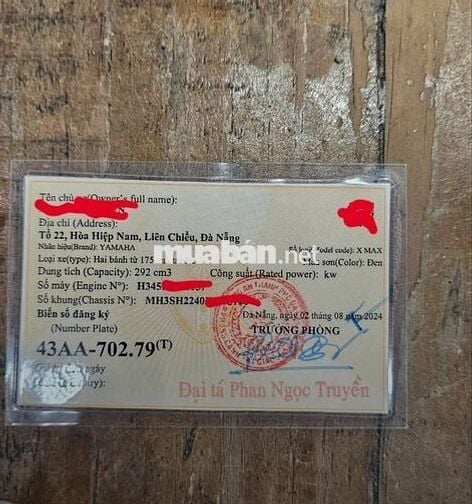 Tên chủ xe(Owner's full name):
Địa chỉ (Address):
Tổ 22, Hòa Hiệp Nam, Liên Chiểu, Đà Nẵng
Nhãn hiệu(Brand): YAMAHA Số loại(Model code): X MAX
Loại xe(type): Hai bánh từ 175 Màu sơn(Color): Đen
Dung tích (Capacity): 292 cm3 Công suất (Rated power): kw
Số máy (Engine N°): H345
Số khung(Chassis N°): MH3SH2240
Biển số đăng ký Đà Nẵng, ngày 02 tháng 08 năm 2024
(Number Plate) TRƯỞNG PHÒNG
43AA-702.79(T)
Đại tá Phan Ngọc Truyền
muaban.net